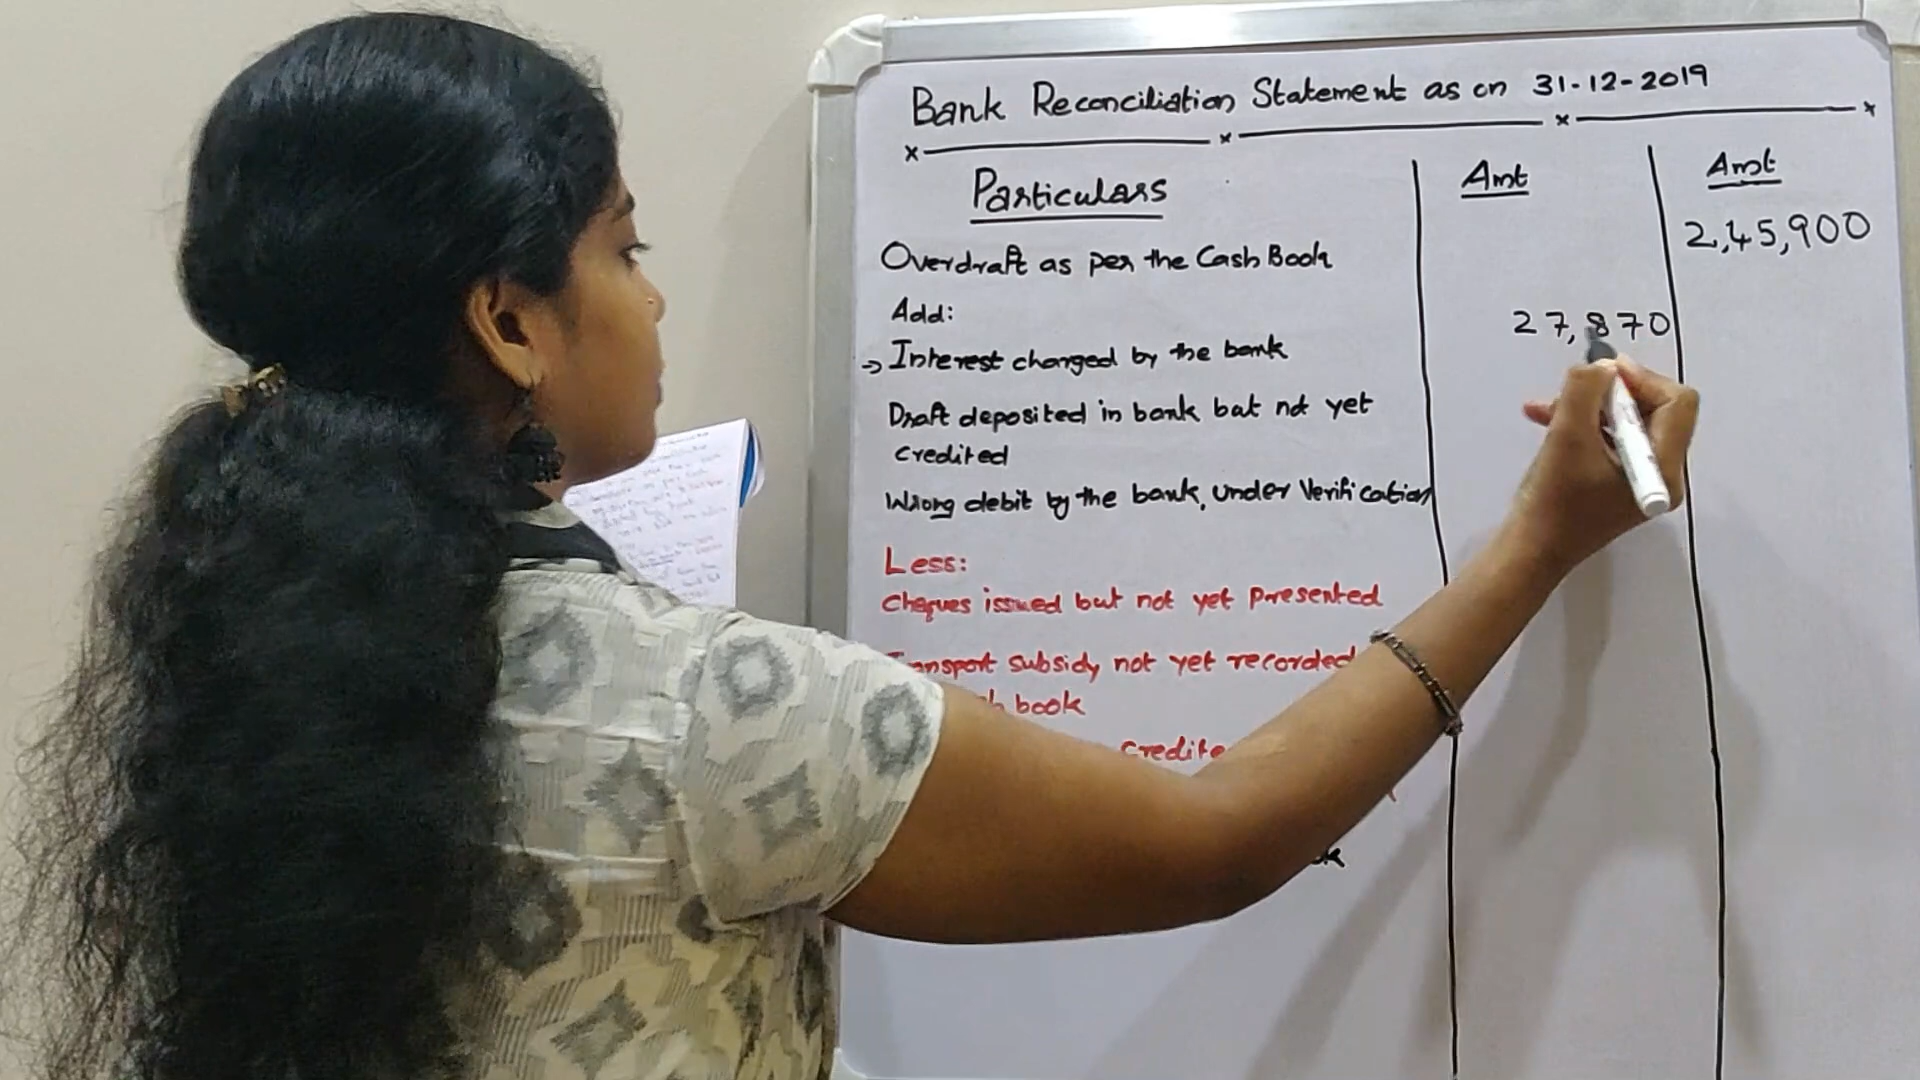 Bank Reconciliation Statement as on 31-12-2019
Particulars
Amt
Amt
Overdraft as per the Cash Book
2,45,900
Add:
27,870
→ Interest charged by the bank
Draft deposited in bank but not yet
credited
Wrong debit by the bank, under Verification
Less:
Cheques issued but not yet presented
subsidy not yet recorded
book